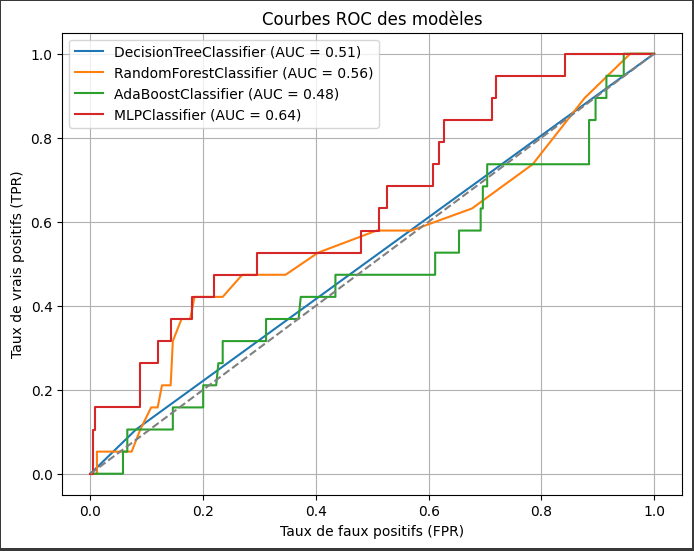 Courbes ROC des modèles
DecisionTreeClassifier (AUC = 0.51)
RandomForestClassifier (AUC = 0.56)
AdaBoostClassifier (AUC = 0.48)
MLPClassifier (AUC = 0.64)
1.0
0.8
0.6
0.4
0.2
0.0
Taux de vrais positifs (TPR)
0.0 0.2 0.4 0.6 0.8 1.0
Taux de faux positifs (FPR)